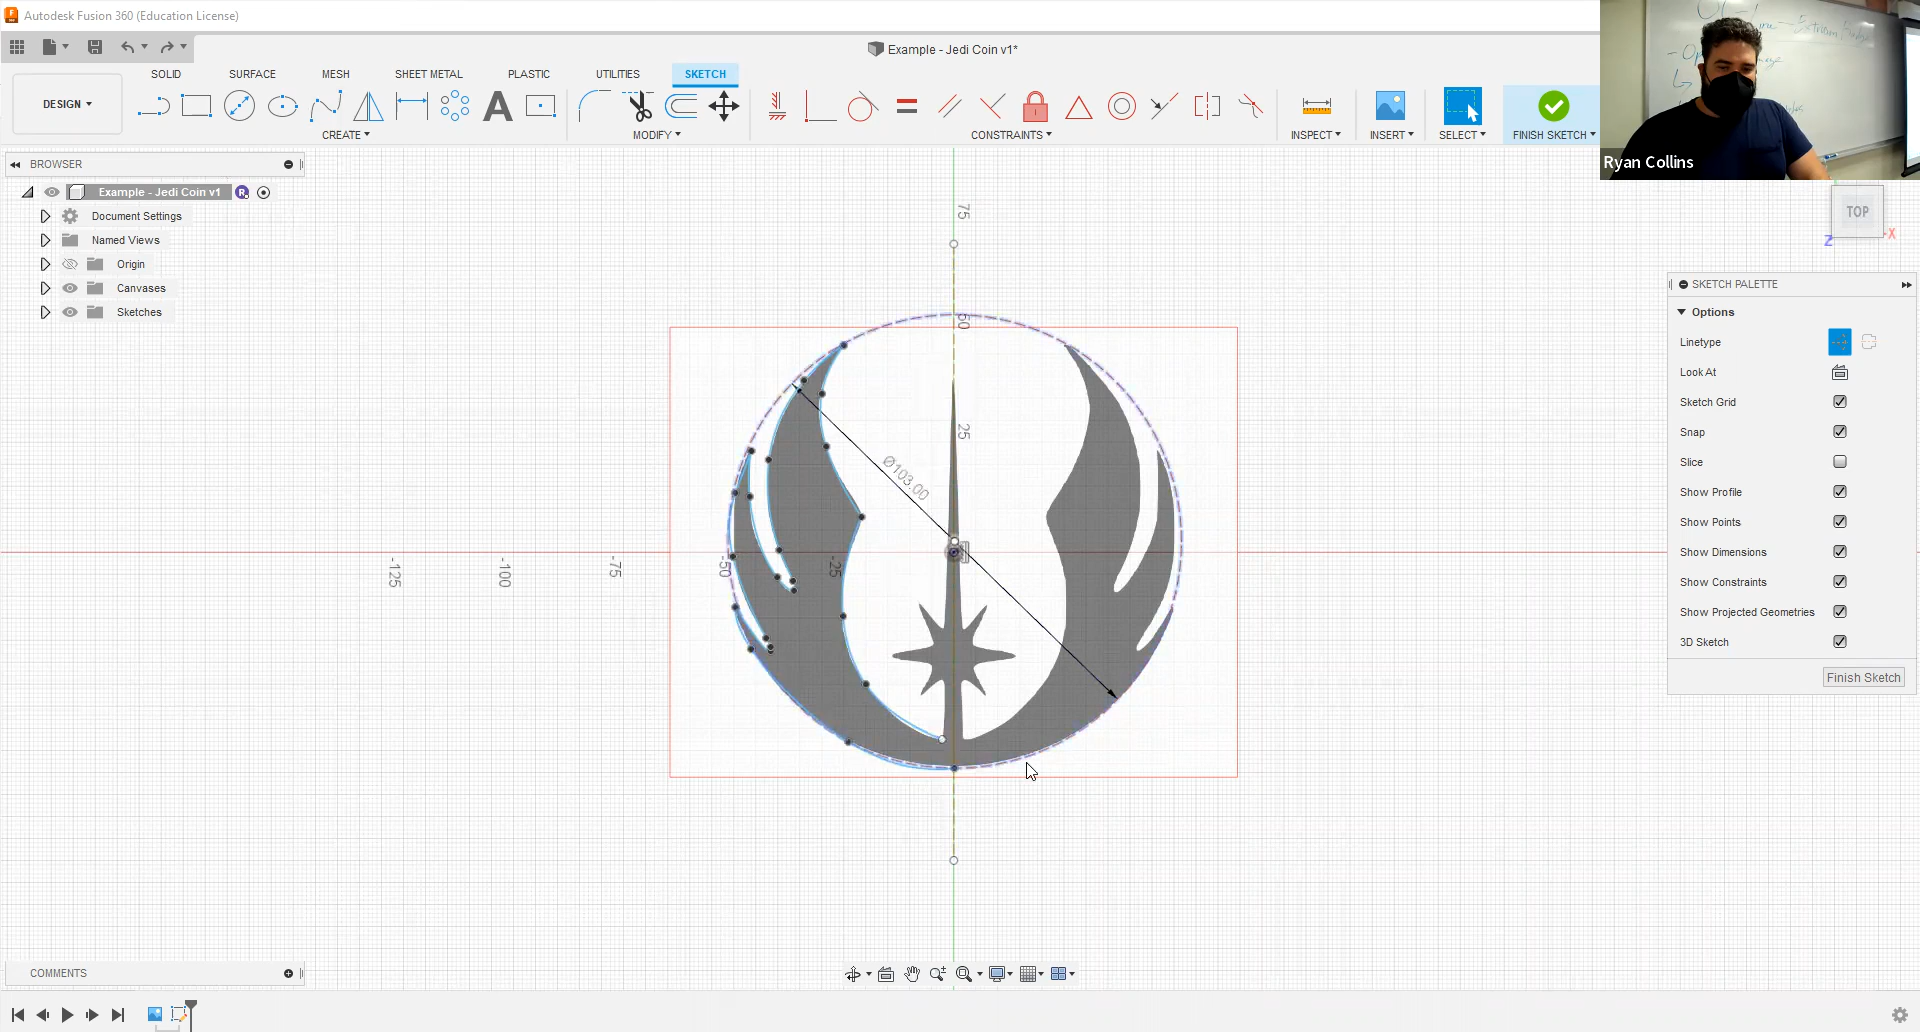 Autodesk Fusion 360 (Education License)
Example - Jedi Coin v1*
SOLID
SURFACE
MESH
SHEET METAL
PLASTIC
UTILITIES
SKETCH
DESIGN
CREATE
MODIFY
CONSTRAINTS
INSPECT
INSERT
SELECT
FINISH SKETCH
Ryan Collins
BROWSER
Example - Jedi Coin v1
R
Document Settings
Named Views
Origin
Canvases
Sketches
TOP
Z
X
SKETCH PALETTE
Options
Linetype
Look At
Sketch Grid
Snap
Slice
Show Profile
Show Points
Show Dimensions
Show Constraints
Show Projected Geometries
3D Sketch
Finish Sketch
75
50
25
Ø103.00
-125
-100
-75
-50
-25
COMMENTS